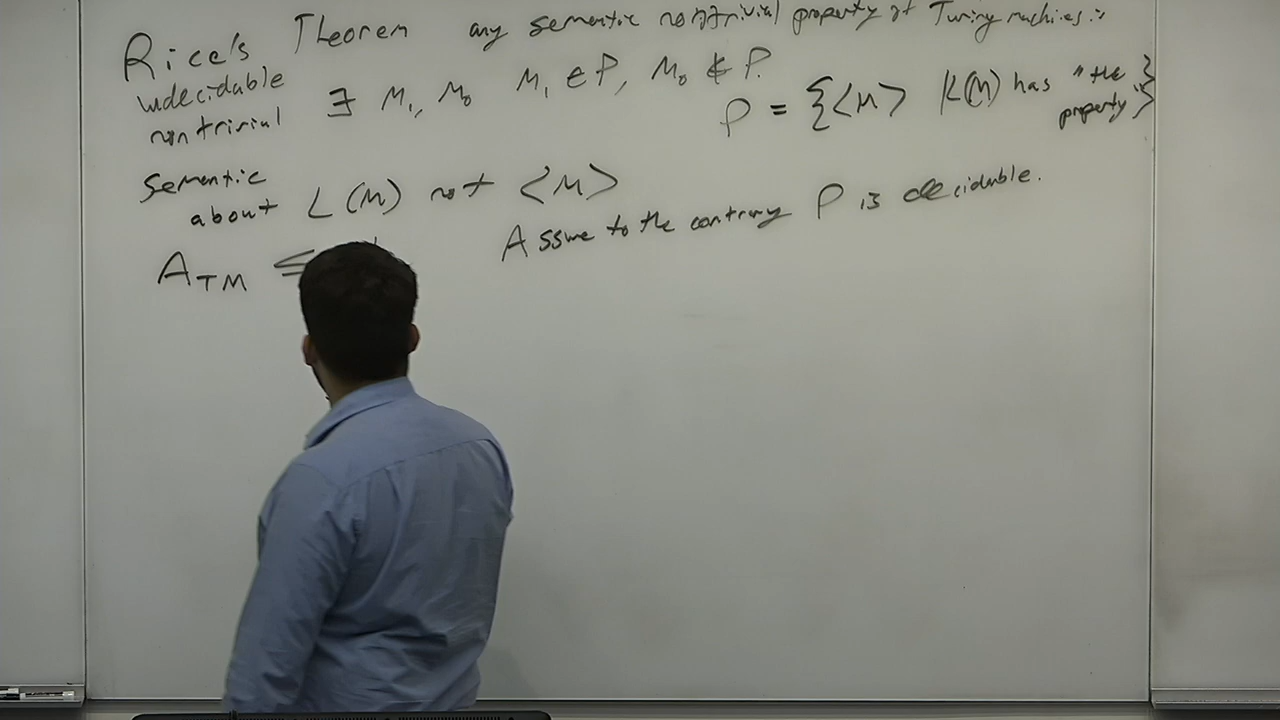 Rice's Theorem any semantic nontrivial property of Turing machines is
undecidable
nontrivial ∃ M₁, M₀ M₁ ∈ P, M₀ ∉ P.
P = {⟨M⟩ | L(M) has "the property"}
semantic
about L(M) not ⟨M⟩
Assume to the contrary P is decidable.
A_TM ≤